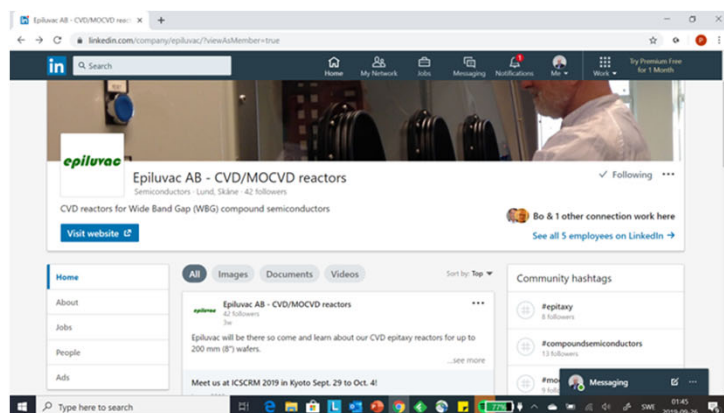 Epiluvac AB - CVD/MOCVD react
linkedin.com/company/epiluvac/?viewAsMember=true
in
Search
Home
My Network
Jobs
Messaging
Notifications
Me
Work
Try Premium Free
for 1 Month
epiluvac
Epiluvac AB - CVD/MOCVD reactors
Semiconductors · Lund, Skåne · 42 followers
Following
CVD reactors for Wide Band Gap (WBG) compound semiconductors
Bo & 1 other connection work here
Visit website
See all 5 employees on LinkedIn →
Home
About
Jobs
People
Ads
All
Images
Documents
Videos
Sort by: Top
epiluvac
Epiluvac AB - CVD/MOCVD reactors
42 followers
3w
Epiluvac will be there so come and learn about our CVD epitaxy reactors for up to
200 mm (8") wafers.
...see more
Meet us at ICSCRM 2019 in Kyoto Sept. 29 to Oct. 4!
Community hashtags
#epitaxy
8 followers
#compoundsemiconductors
13 followers
Messaging
Type here to search
77%
SWE
01:45
2019-09-26